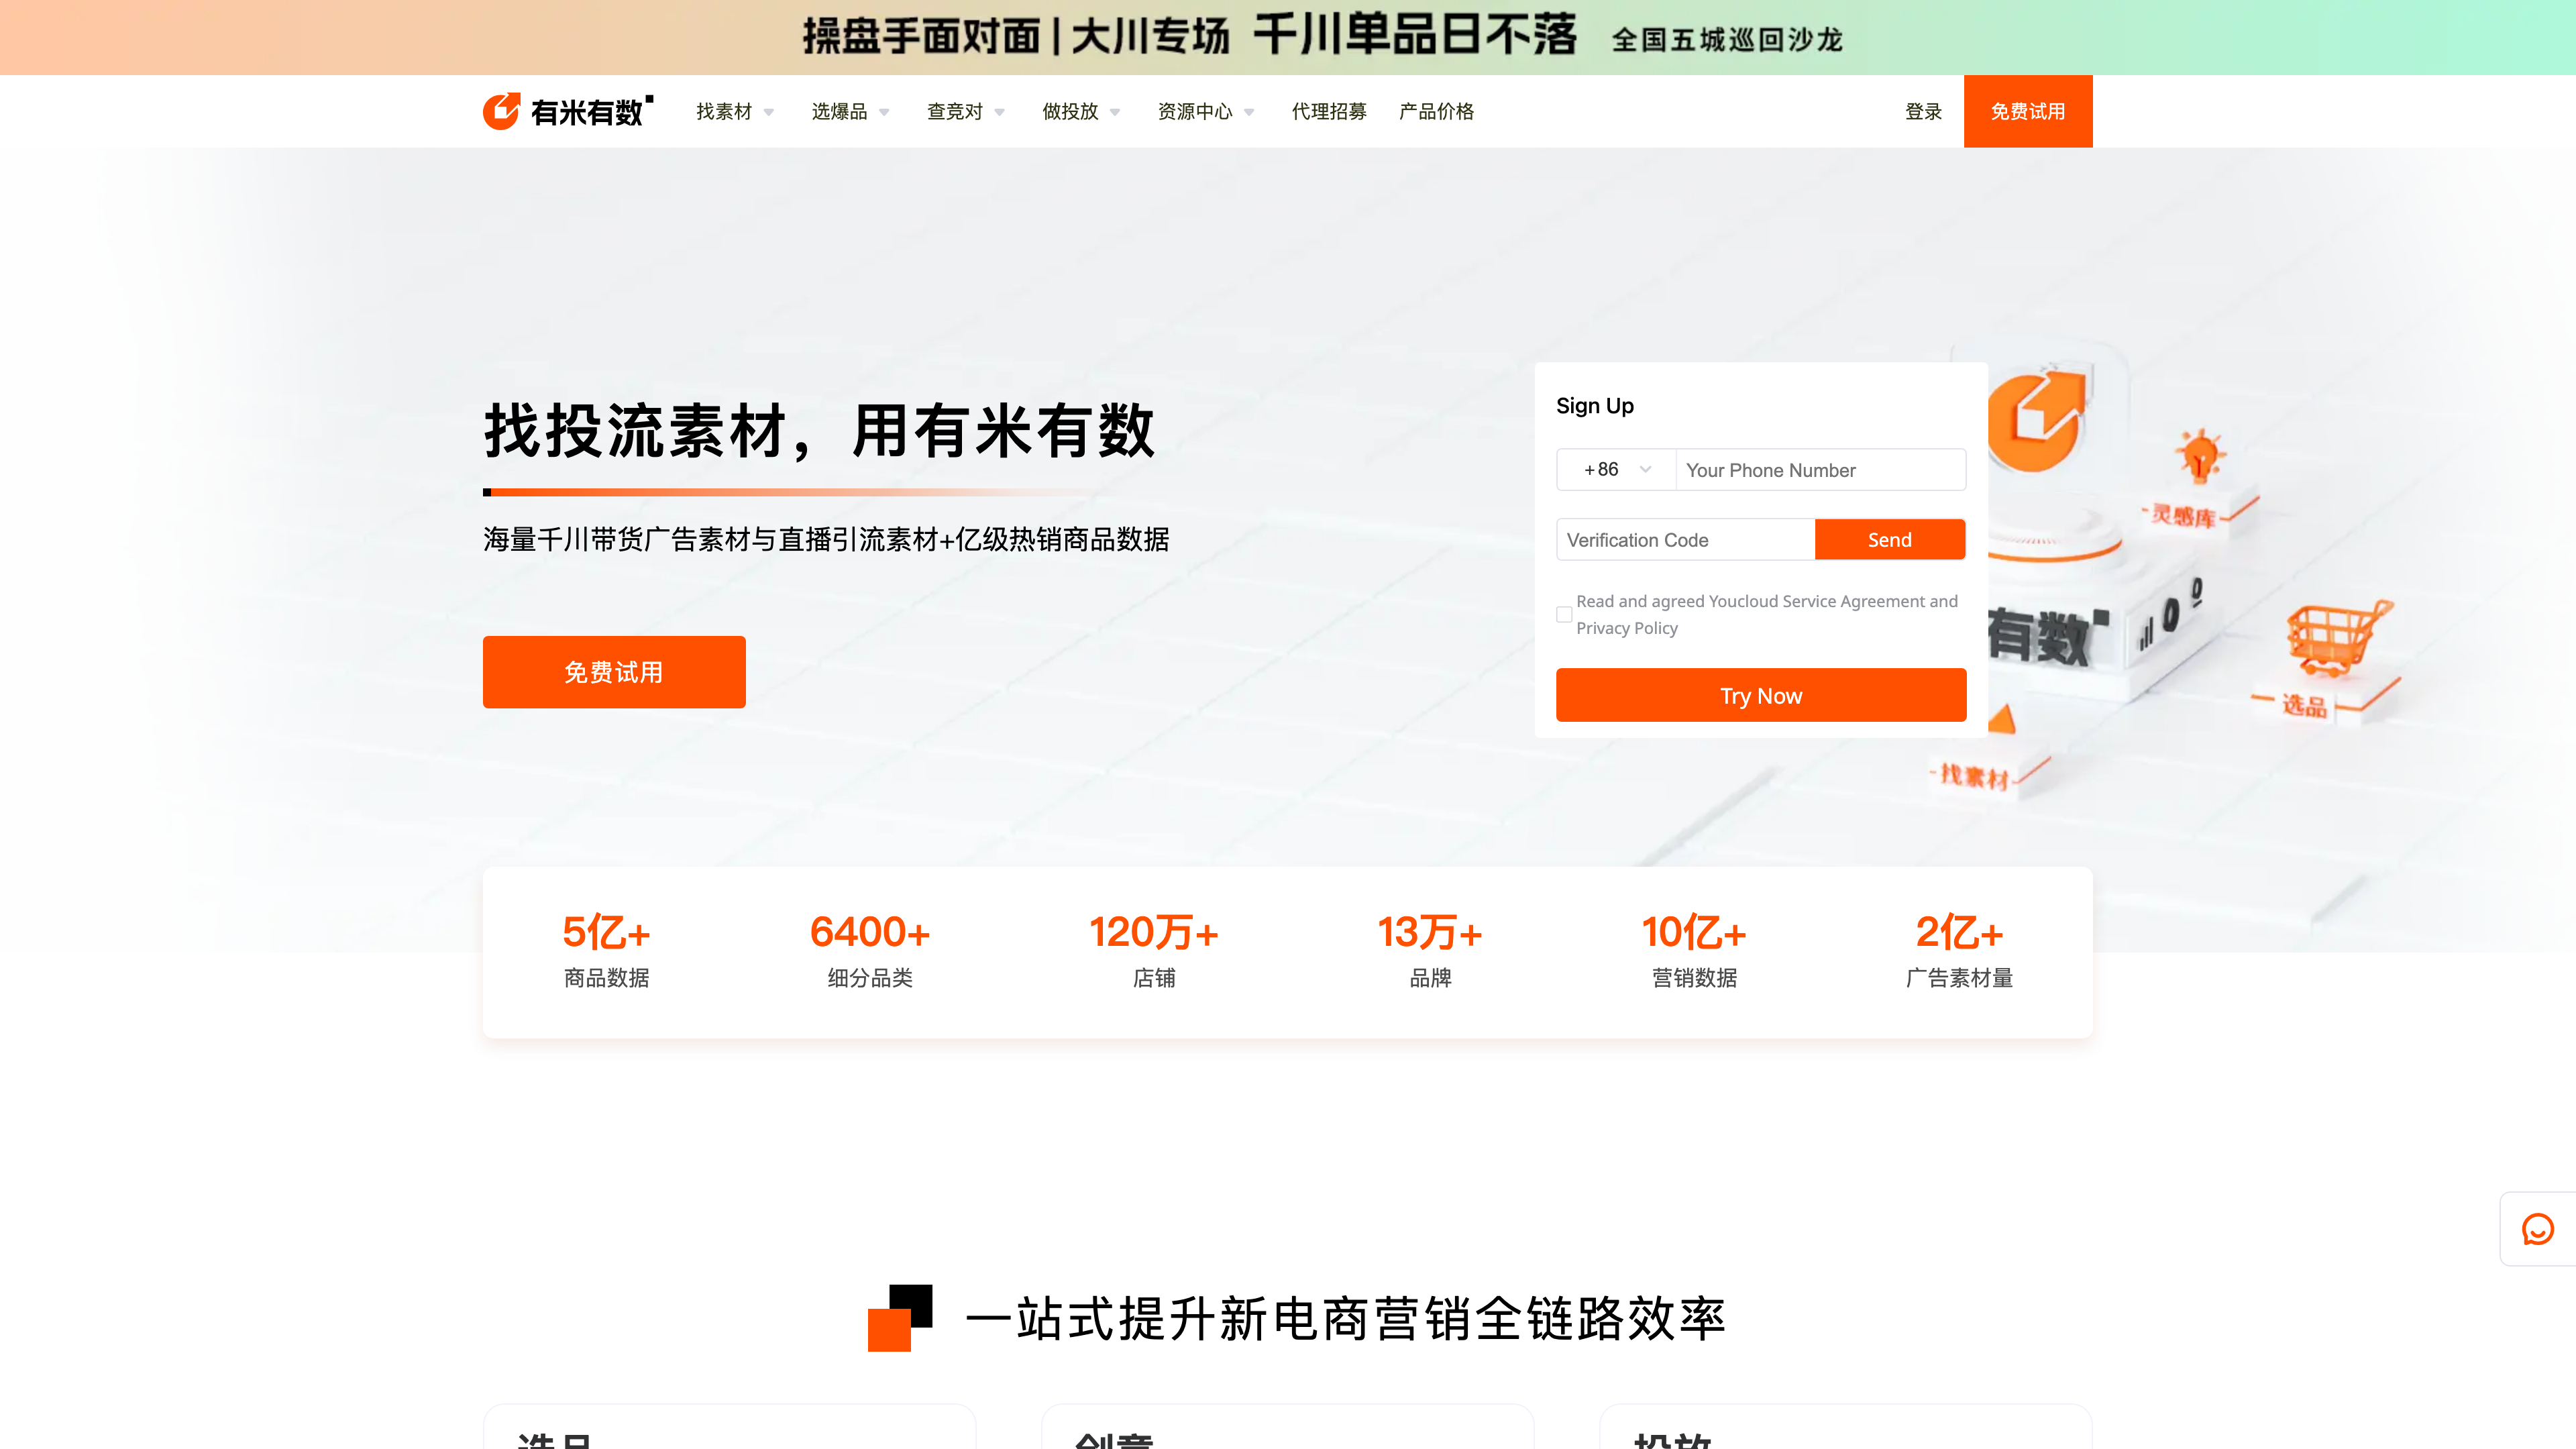 操盘手面对面 | 大川专场 千川单品日不落 全国五城巡回沙龙
有米有数 找素材 选爆品 查竞对 做投放 资源中心 代理招募 产品价格 登录 免费试用
找投流素材，用有米有数
海量千川带货广告素材与直播引流素材+亿级热销商品数据
免费试用
Sign Up
+86 Your Phone Number
Verification Code Send
Read and agreed Youcloud Service Agreement and
Privacy Policy
Try Now
灵感库
有数
选品
找素材
5亿+ 6400+ 120万+ 13万+ 10亿+ 2亿+
商品数据 细分品类 店铺 品牌 营销数据 广告素材量
一站式提升新电商营销全链路效率
选品 创意 投放